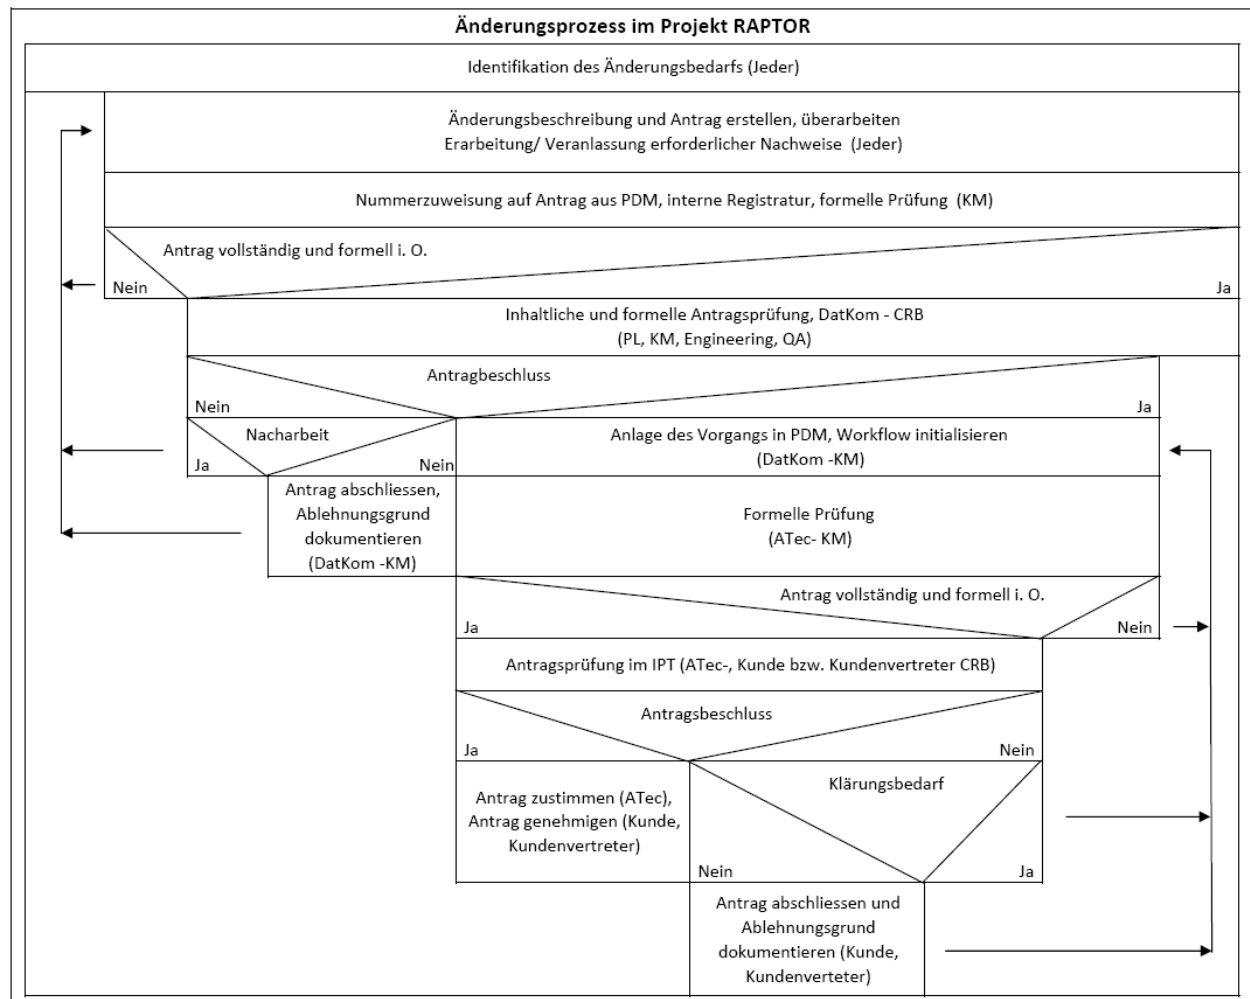 Änderungsprozess im Projekt RAPTOR
Identifikation des Änderungsbedarfs (Jeder)
Änderungsbeschreibung und Antrag erstellen, überarbeiten
Erarbeitung/ Veranlassung erforderlicher Nachweise (Jeder)
Nummerzuweisung auf Antrag aus PDM, interne Registratur, formelle Prüfung (KM)
Antrag vollständig und formell i. O.
Nein
Ja
Inhaltliche und formelle Antragsprüfung, DatKom - CRB
(PL, KM, Engineering, QA)
Antragbeschluss
Nein
Ja
Nacharbeit
Ja
Nein
Anlage des Vorgangs in PDM, Workflow initialisieren
(DatKom -KM)
Antrag abschliessen,
Ablehnungsgrund
dokumentieren
(DatKom -KM)
Formelle Prüfung
(ATec- KM)
Antrag vollständig und formell i. O.
Ja
Nein
Antragsprüfung im IPT (ATec-, Kunde bzw. Kundenvertreter CRB)
Antragsbeschluss
Ja
Nein
Antrag zustimmen (ATec),
Antrag genehmigen (Kunde,
Kundenvertreter)
Klärungsbedarf
Nein
Ja
Antrag abschliessen und
Ablehnungsgrund
dokumentieren (Kunde,
Kundenverteter)